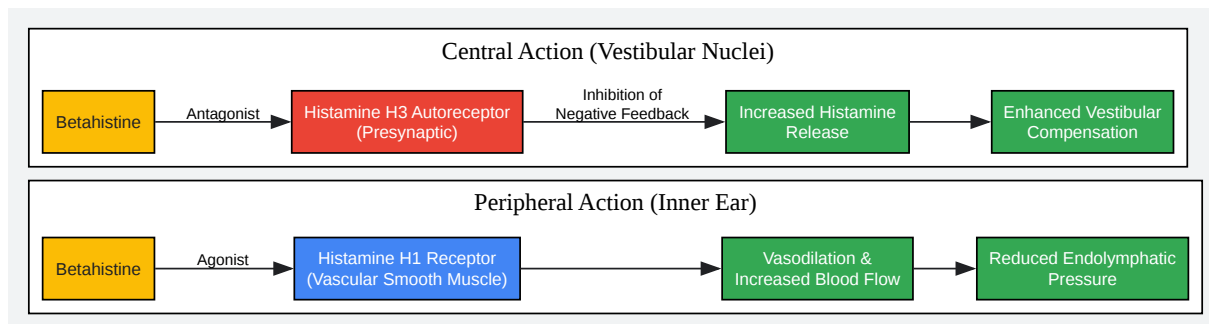 Central Action (Vestibular Nuclei)
Betahistine
Antagonist
Histamine H3 Autoreceptor
(Presynaptic)
Inhibition of
Negative Feedback
Increased Histamine
Release
Enhanced Vestibular
Compensation
Peripheral Action (Inner Ear)
Betahistine
Agonist
Histamine H1 Receptor
(Vascular Smooth Muscle)
Vasodilation &
Increased Blood Flow
Reduced Endolymphatic
Pressure